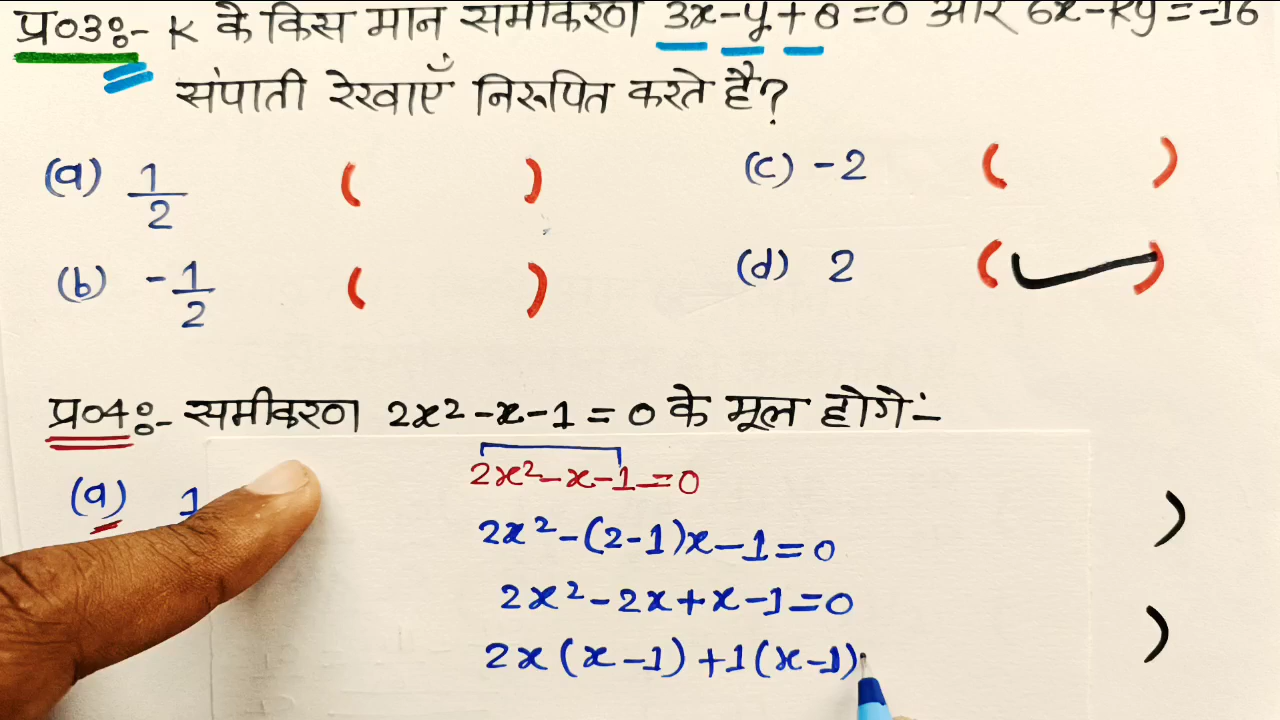 प्र०3ः- K के किस मान समीकरण 3x-y+8=0 और 6x-Ky=-16
संपाती रेखाएँ निरूपित करते है?
(a) 1/2 ( ) (c) -2 ( )
(b) -1/2 ( ) (d) 2 (✓)
प्र०4ः- समीकरण 2x²-x-1=0 के मूल होगेः-
2x²-x-1=0
(a) 1 )
2x²-(2-1)x-1=0
2x²-2x+x-1=0
2x(x-1)+1(x-1) )